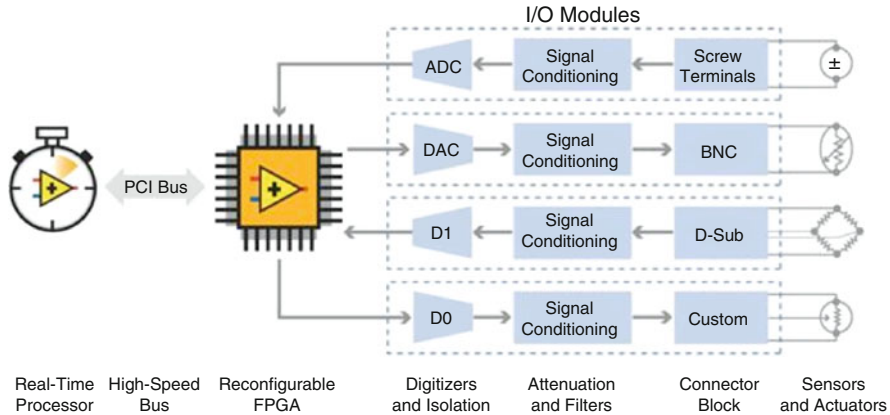 I/O Modules
ADC
Signal
Conditioning
Screw
Terminals
±
DAC
Signal
Conditioning
BNC
PCI Bus
D1
Signal
Conditioning
D-Sub
D0
Signal
Conditioning
Custom
Real-Time
Processor
High-Speed
Bus
Reconfigurable
FPGA
Digitizers
and Isolation
Attenuation
and Filters
Connector
Block
Sensors
and Actuators